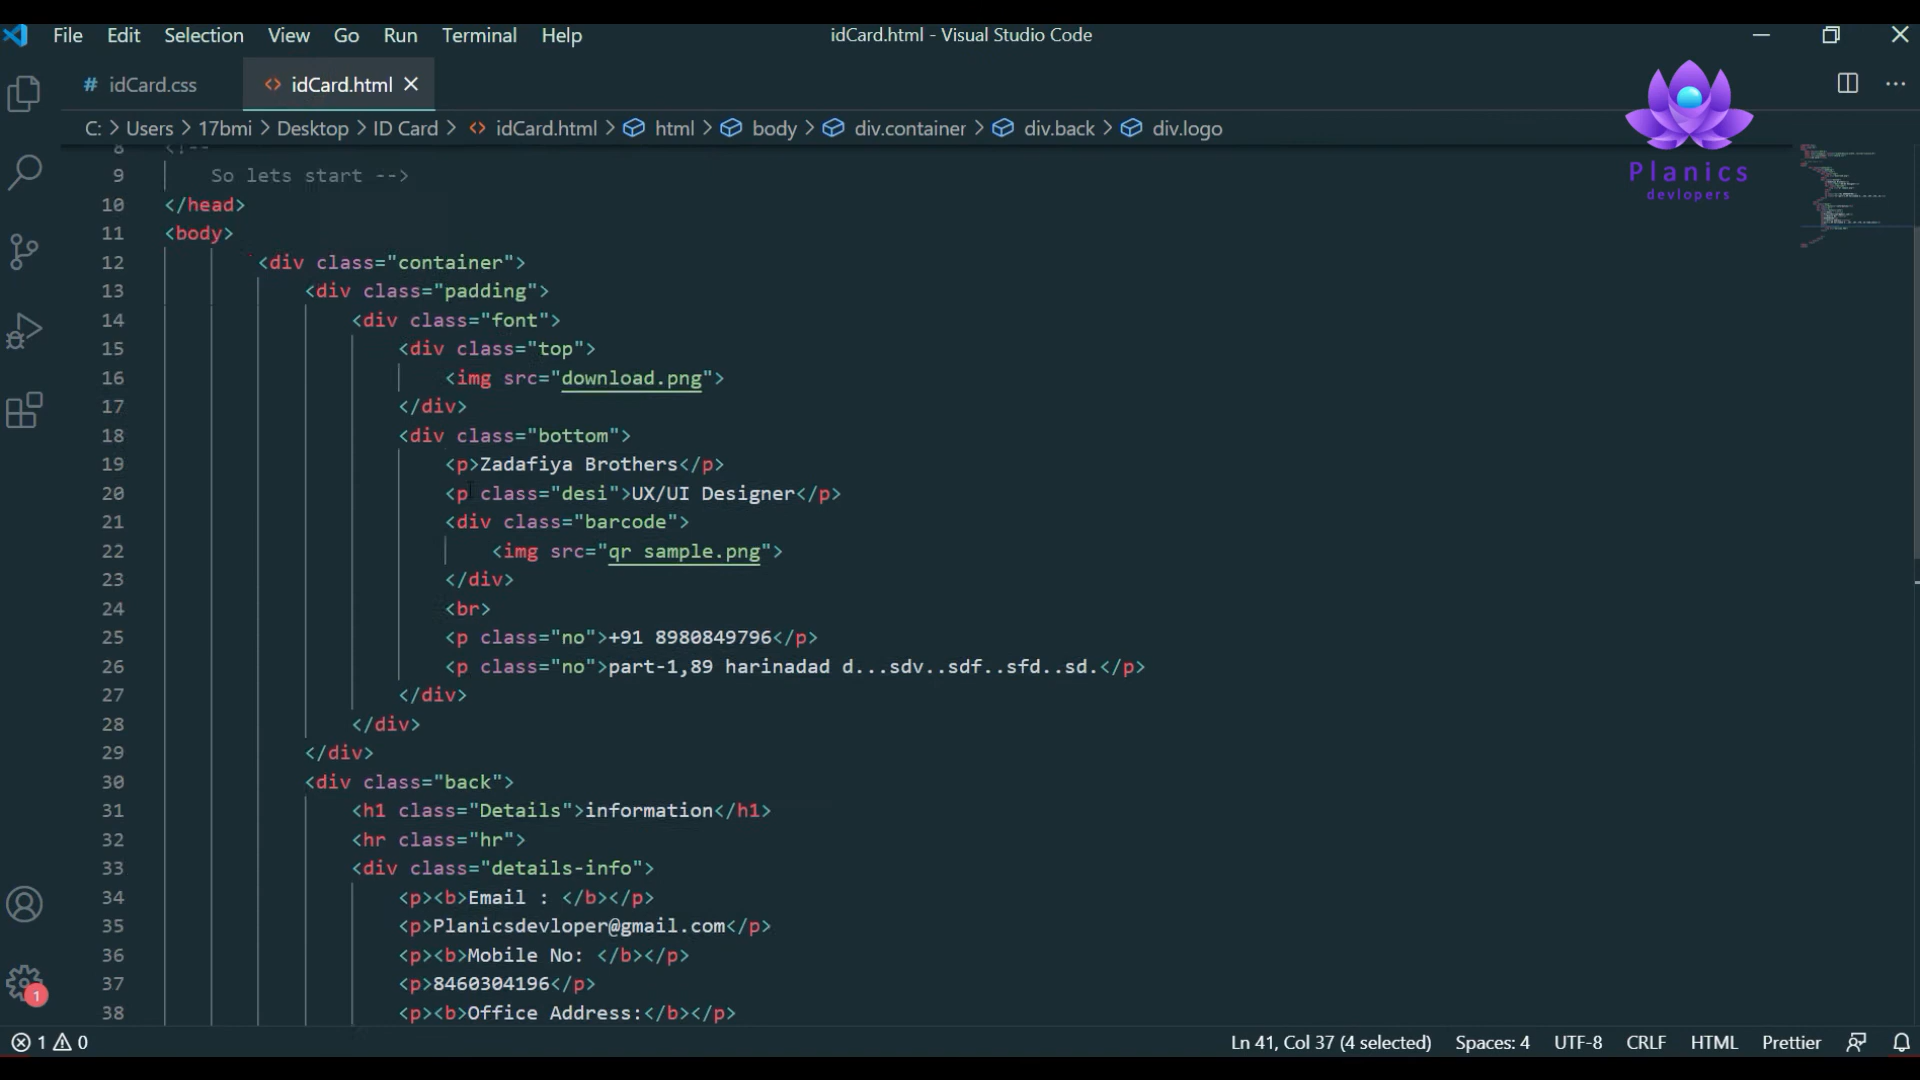 File Edit Selection View Go Run Terminal Help idCard.html - Visual Studio Code
# idCard.css <> idCard.html
C: > Users > 17bmi > Desktop > ID Card > <> idCard.html > html > body > div.container > div.back > div.logo
Planics
devlopers
8 <!--
9 So lets start -->
10 </head>
11 <body>
12 <div class="container">
13 <div class="padding">
14 <div class="font">
15 <div class="top">
16 <img src="download.png">
17 </div>
18 <div class="bottom">
19 <p>Zadafiya Brothers</p>
20 <p class="desi">UX/UI Designer</p>
21 <div class="barcode">
22 <img src="qr sample.png">
23 </div>
24 <br>
25 <p class="no">+91 8980849796</p>
26 <p class="no">part-1,89 harinadad d...sdv..sdf..sfd..sd.</p>
27 </div>
28 </div>
29 </div>
30 <div class="back">
31 <h1 class="Details">information</h1>
32 <hr class="hr">
33 <div class="details-info">
34 <p><b>Email : </b></p>
35 <p>Planicsdevloper@gmail.com</p>
36 <p><b>Mobile No: </b></p>
37 <p>8460304196</p>
38 <p><b>Office Address:</b></p>
1
1 0 Ln 41, Col 37 (4 selected) Spaces: 4 UTF-8 CRLF HTML Prettier